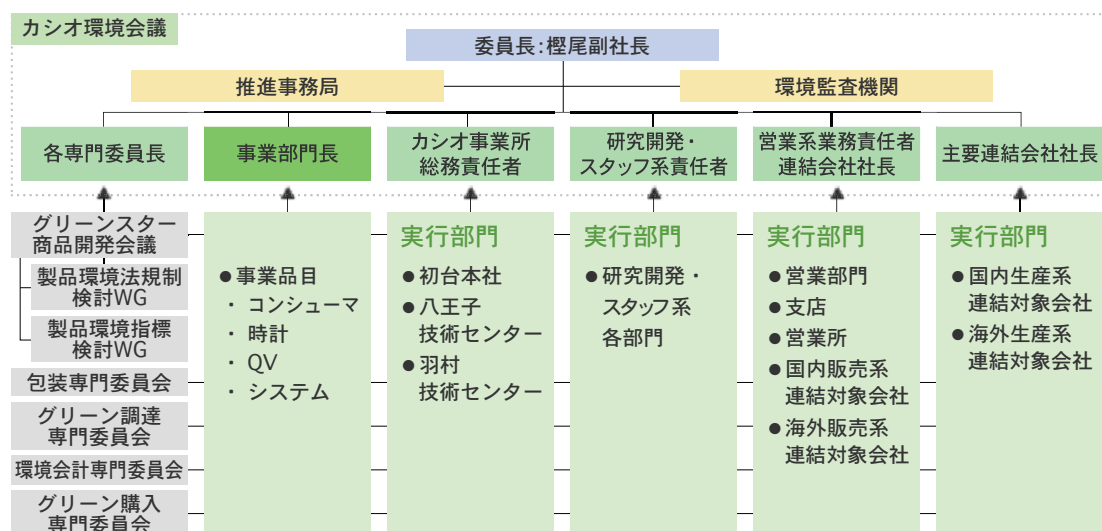 カシオ環境会議
委員長:樫尾副社長
推進事務局
環境監査機関
各専門委員長
事業部門長
カシオ事業所
総務責任者
研究開発・
スタッフ系責任者
営業系業務責任者
連結会社社長
主要連結会社社長
グリーンスター
商品開発会議
製品環境法規制
検討WG
製品環境指標
検討WG
包装専門委員会
グリーン調達
専門委員会
環境会計専門委員会
グリーン購入
専門委員会
●事業品目
・ コンシューマ
・ 時計
・ QV
・ システム
実行部門
●初台本社
●八王子
技術センター
●羽村
技術センター
実行部門
●研究開発・
スタッフ系
各部門
実行部門
●営業部門
●支店
●営業所
●国内販売系
連結対象会社
●海外販売系
連結対象会社
実行部門
●国内生産系
連結対象会社
●海外生産系
連結対象会社